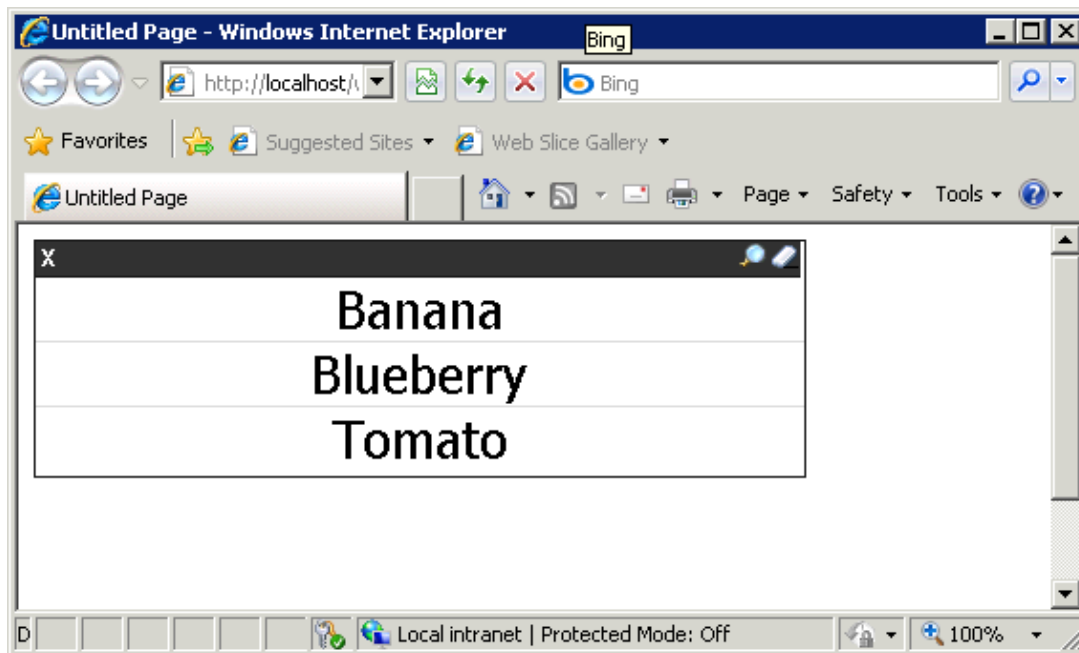 Untitled Page - Windows Internet Explorer
Bing
http://localhost/
Bing
Favorites Suggested Sites Web Slice Gallery
Untitled Page Page Safety Tools
X
Banana
Blueberry
Tomato
D Local intranet | Protected Mode: Off 100%